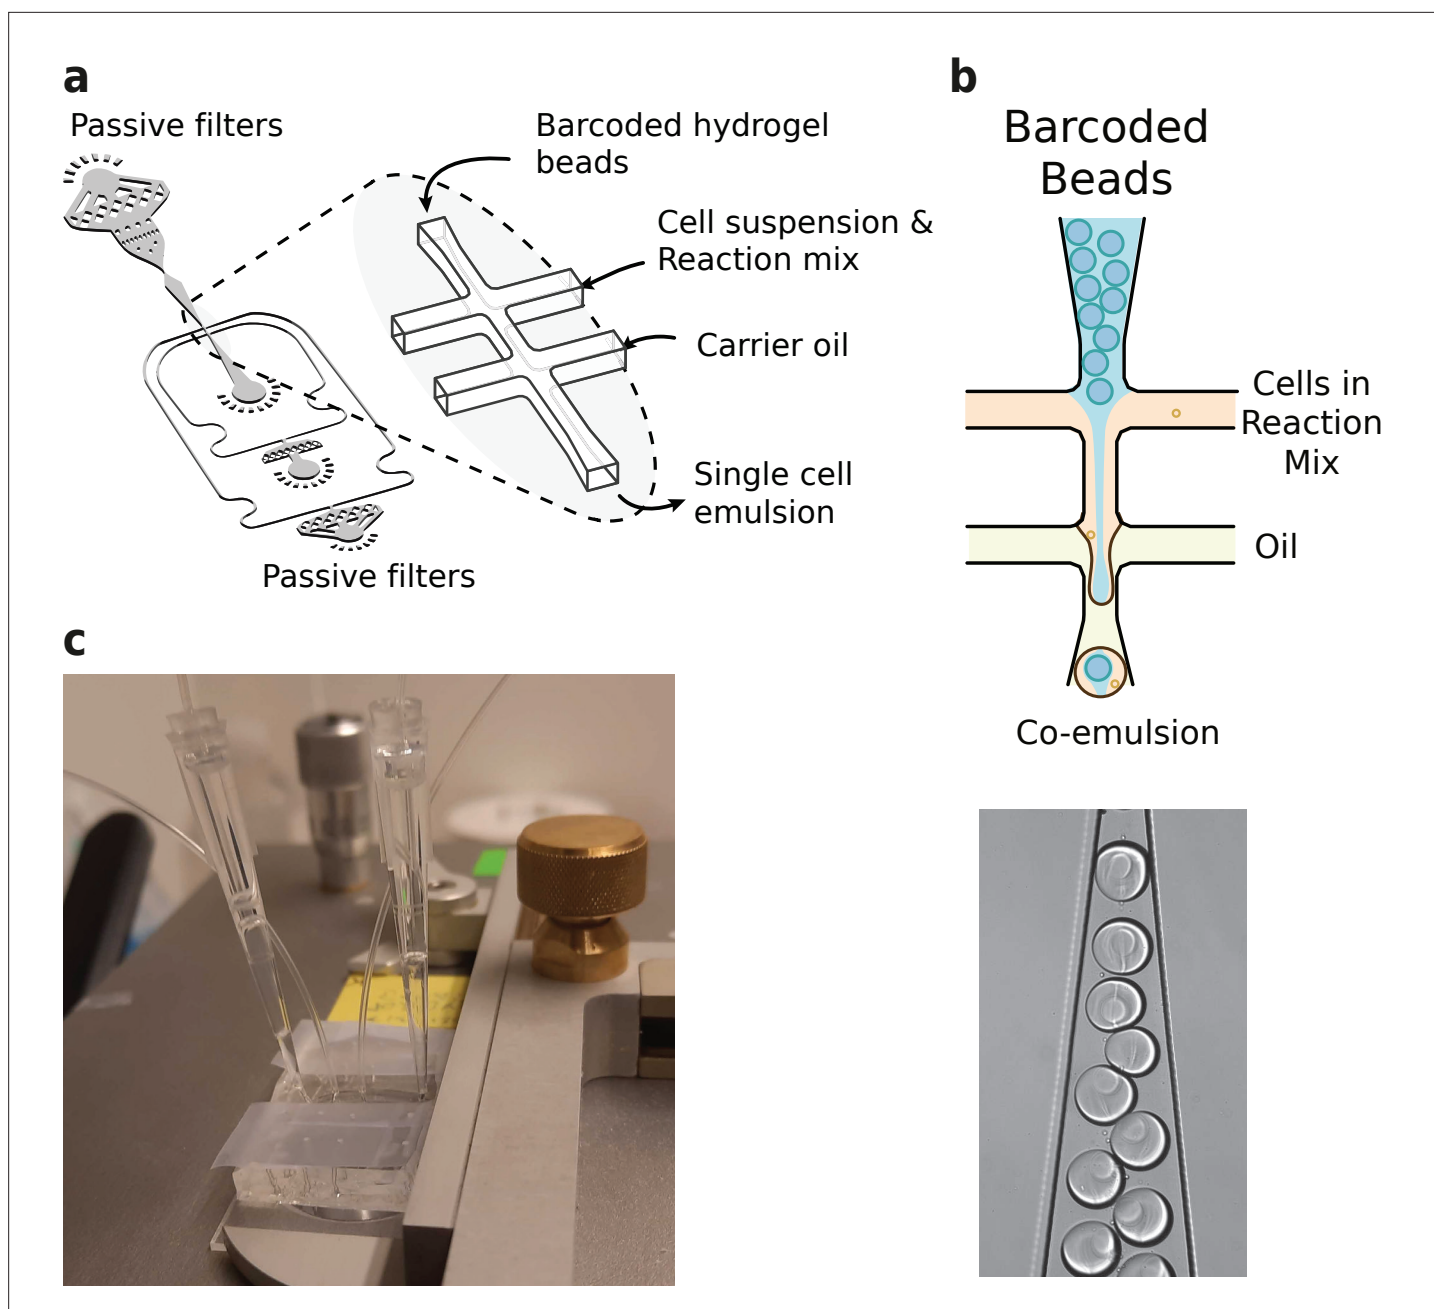 a
Passive filters
Barcoded hydrogel
beads
Cell suspension &
Reaction mix
Carrier oil
Single cell
emulsion
Passive filters
b
Barcoded
Beads
Cells in
Reaction
Mix
Oil
Co-emulsion
c